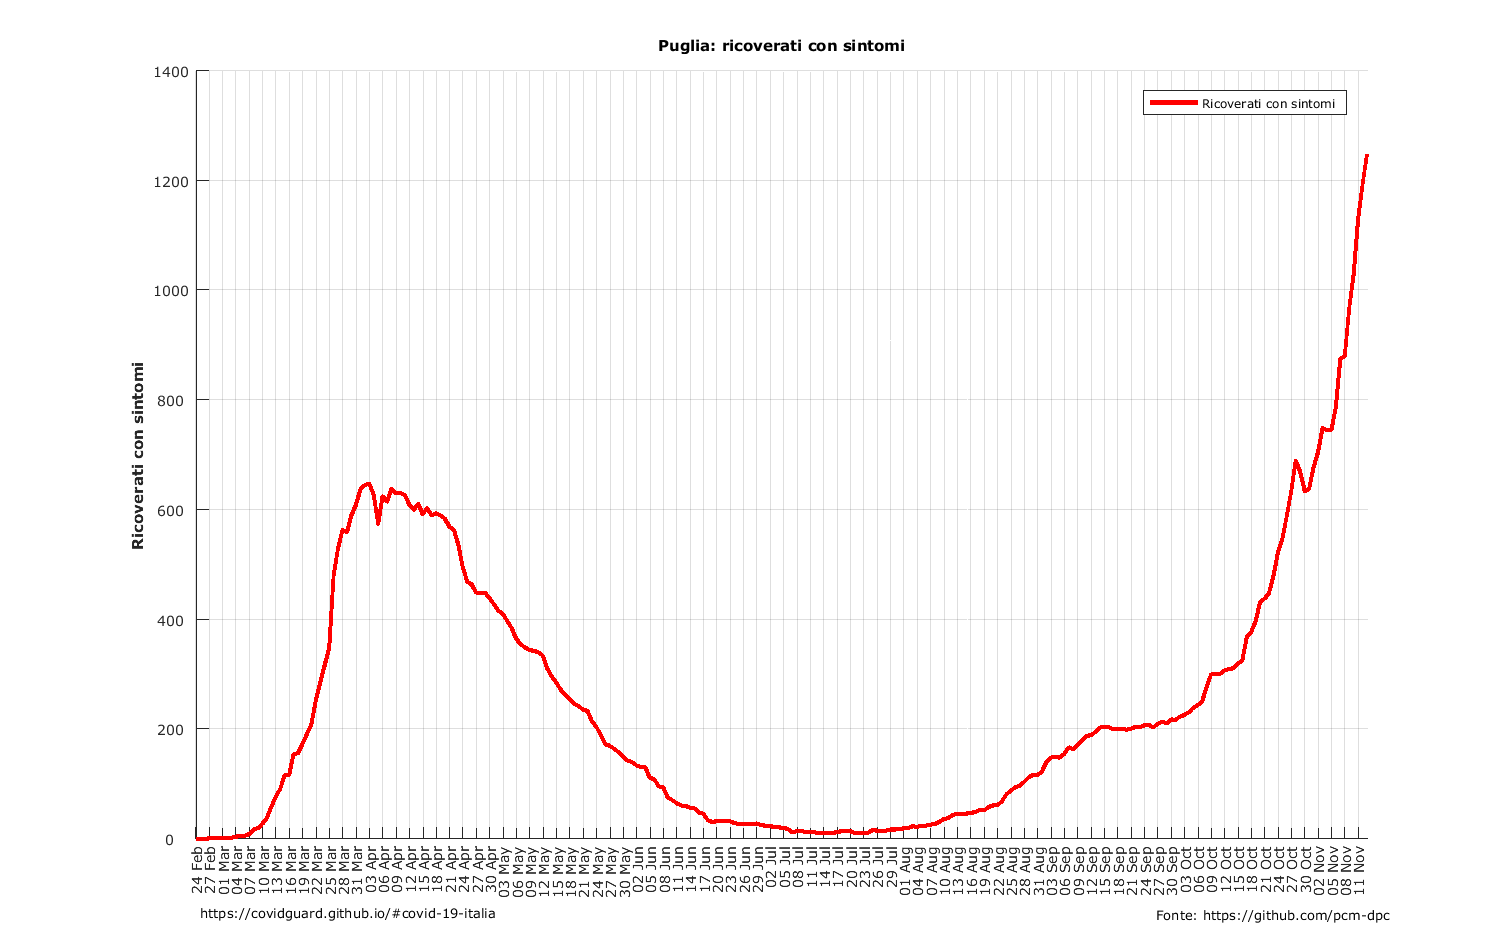 Puglia: ricoverati con sintomi
Ricoverati con sintomi
Ricoverati con sintomi
1400
1200
1000
800
600
400
200
0
24 Feb
27 Feb
01 Mar
04 Mar
07 Mar
10 Mar
13 Mar
16 Mar
19 Mar
22 Mar
25 Mar
28 Mar
31 Mar
03 Apr
06 Apr
09 Apr
12 Apr
15 Apr
18 Apr
21 Apr
24 Apr
27 Apr
30 Apr
03 May
06 May
09 May
12 May
15 May
18 May
21 May
24 May
27 May
30 May
02 Jun
05 Jun
08 Jun
11 Jun
14 Jun
17 Jun
20 Jun
23 Jun
26 Jun
29 Jun
02 Jul
05 Jul
08 Jul
11 Jul
14 Jul
17 Jul
20 Jul
23 Jul
26 Jul
29 Jul
01 Aug
04 Aug
07 Aug
10 Aug
13 Aug
16 Aug
19 Aug
22 Aug
25 Aug
28 Aug
31 Aug
03 Sep
06 Sep
09 Sep
12 Sep
15 Sep
18 Sep
21 Sep
24 Sep
27 Sep
30 Sep
03 Oct
06 Oct
09 Oct
12 Oct
15 Oct
18 Oct
21 Oct
24 Oct
27 Oct
30 Oct
02 Nov
05 Nov
08 Nov
11 Nov
https://covidguard.github.io/#covid-19-italia
Fonte: https://github.com/pcm-dpc